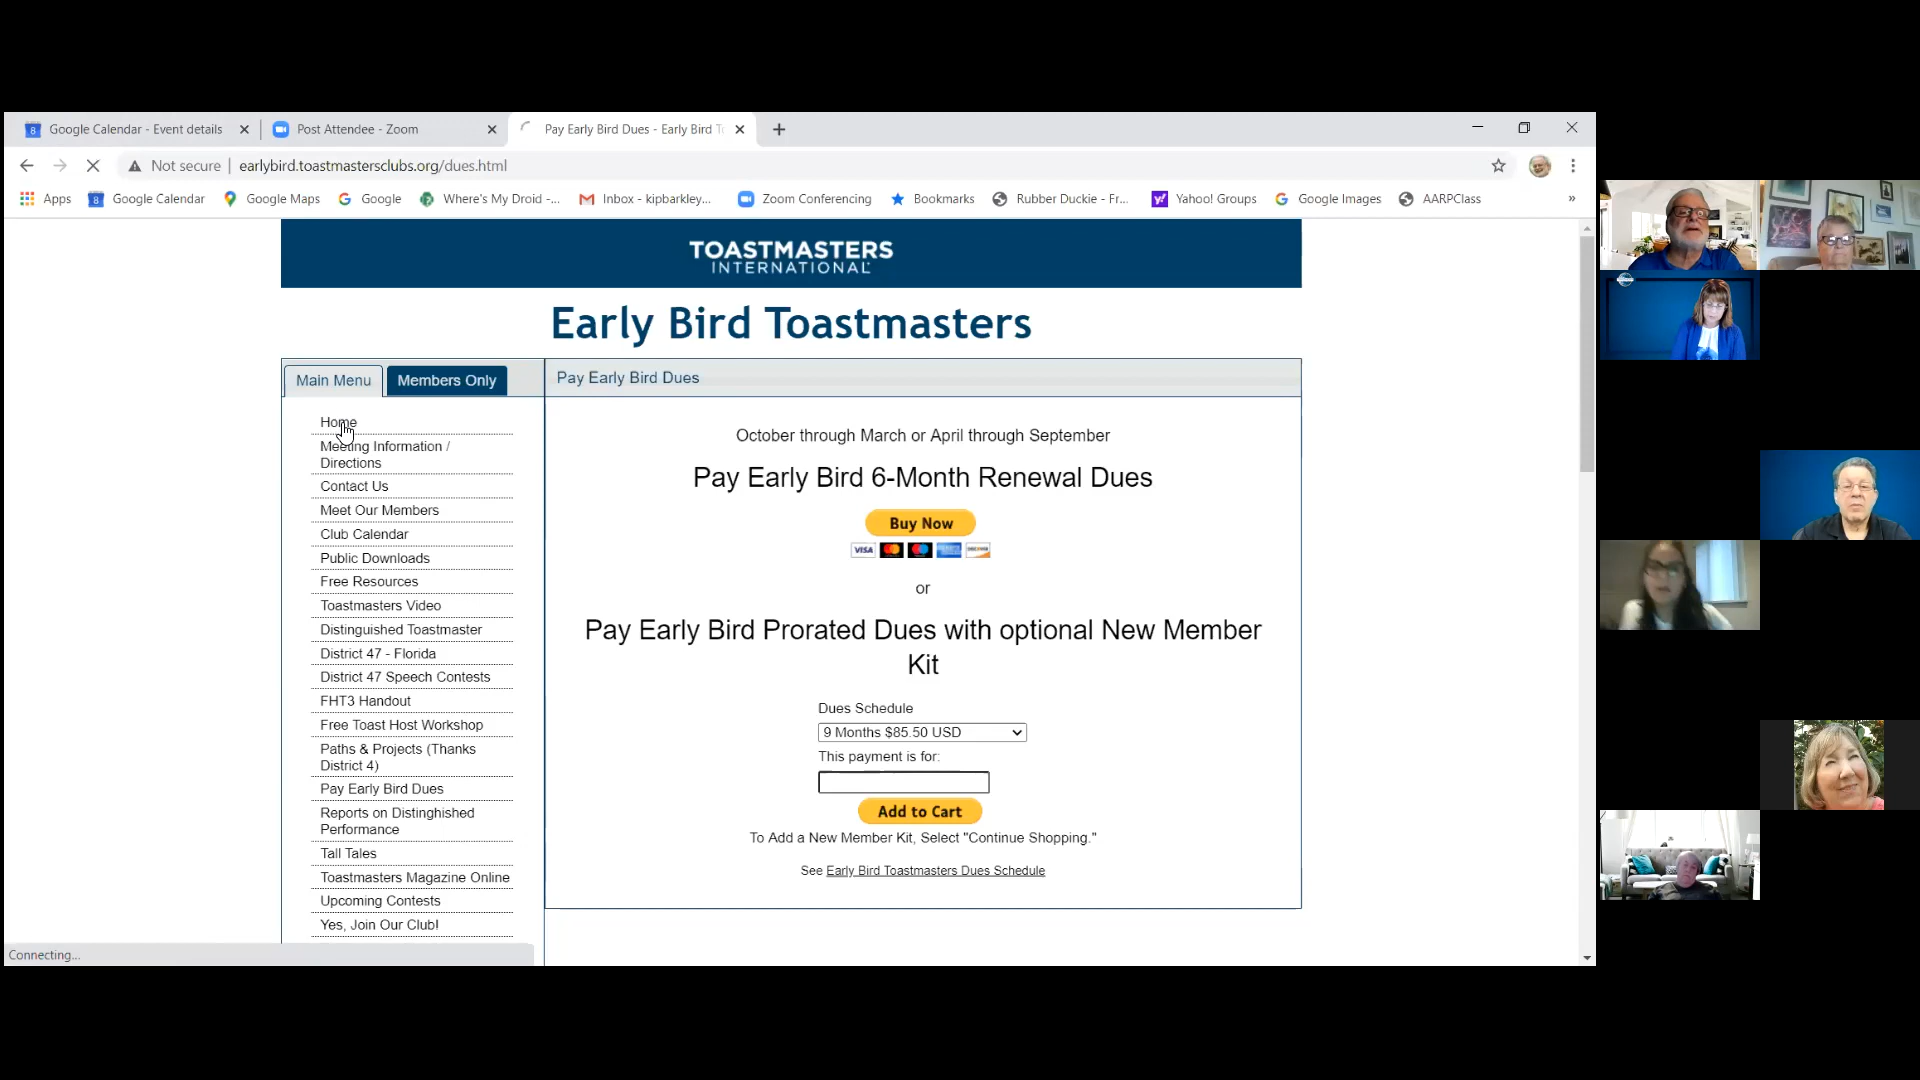 Google Calendar - Event details
Post Attendee - Zoom
Pay Early Bird Dues - Early Bird T
Not secure | earlybird.toastmastersclubs.org/dues.html
Apps
Google Calendar
Google Maps
Google
Where's My Droid -...
Inbox - kipbarkley...
Zoom Conferencing
Bookmarks
Rubber Duckie - Fr...
Yahoo! Groups
Google Images
AARPClass
»
TOASTMASTERS
INTERNATIONAL
Early Bird Toastmasters
Main Menu
Members Only
Pay Early Bird Dues
Home
Meeting Information /
Directions
Contact Us
Meet Our Members
Club Calendar
Public Downloads
Free Resources
Toastmasters Video
Distinguished Toastmaster
District 47 - Florida
District 47 Speech Contests
FHT3 Handout
Free Toast Host Workshop
Paths & Projects (Thanks
District 4)
Pay Early Bird Dues
Reports on Distinghished
Performance
Tall Tales
Toastmasters Magazine Online
Upcoming Contests
Yes, Join Our Club!
October through March or April through September
Pay Early Bird 6-Month Renewal Dues
Buy Now
VISA
or
Pay Early Bird Prorated Dues with optional New Member
Kit
Dues Schedule
9 Months $85.50 USD
This payment is for:
Add to Cart
To Add a New Member Kit, Select "Continue Shopping."
See Early Bird Toastmasters Dues Schedule
Connecting...